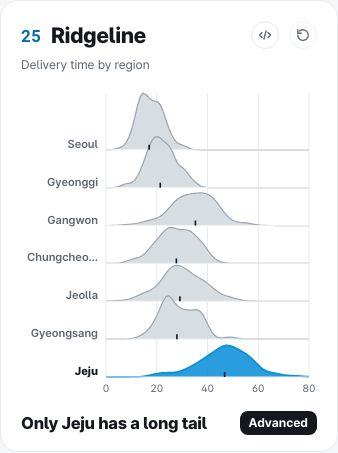 25 Ridgeline
Delivery time by region
Seoul
Gyeonggi
Gangwon
Chungcheo...
Jeolla
Gyeongsang
Jeju
0 20 40 60 80
Only Jeju has a long tail
Advanced